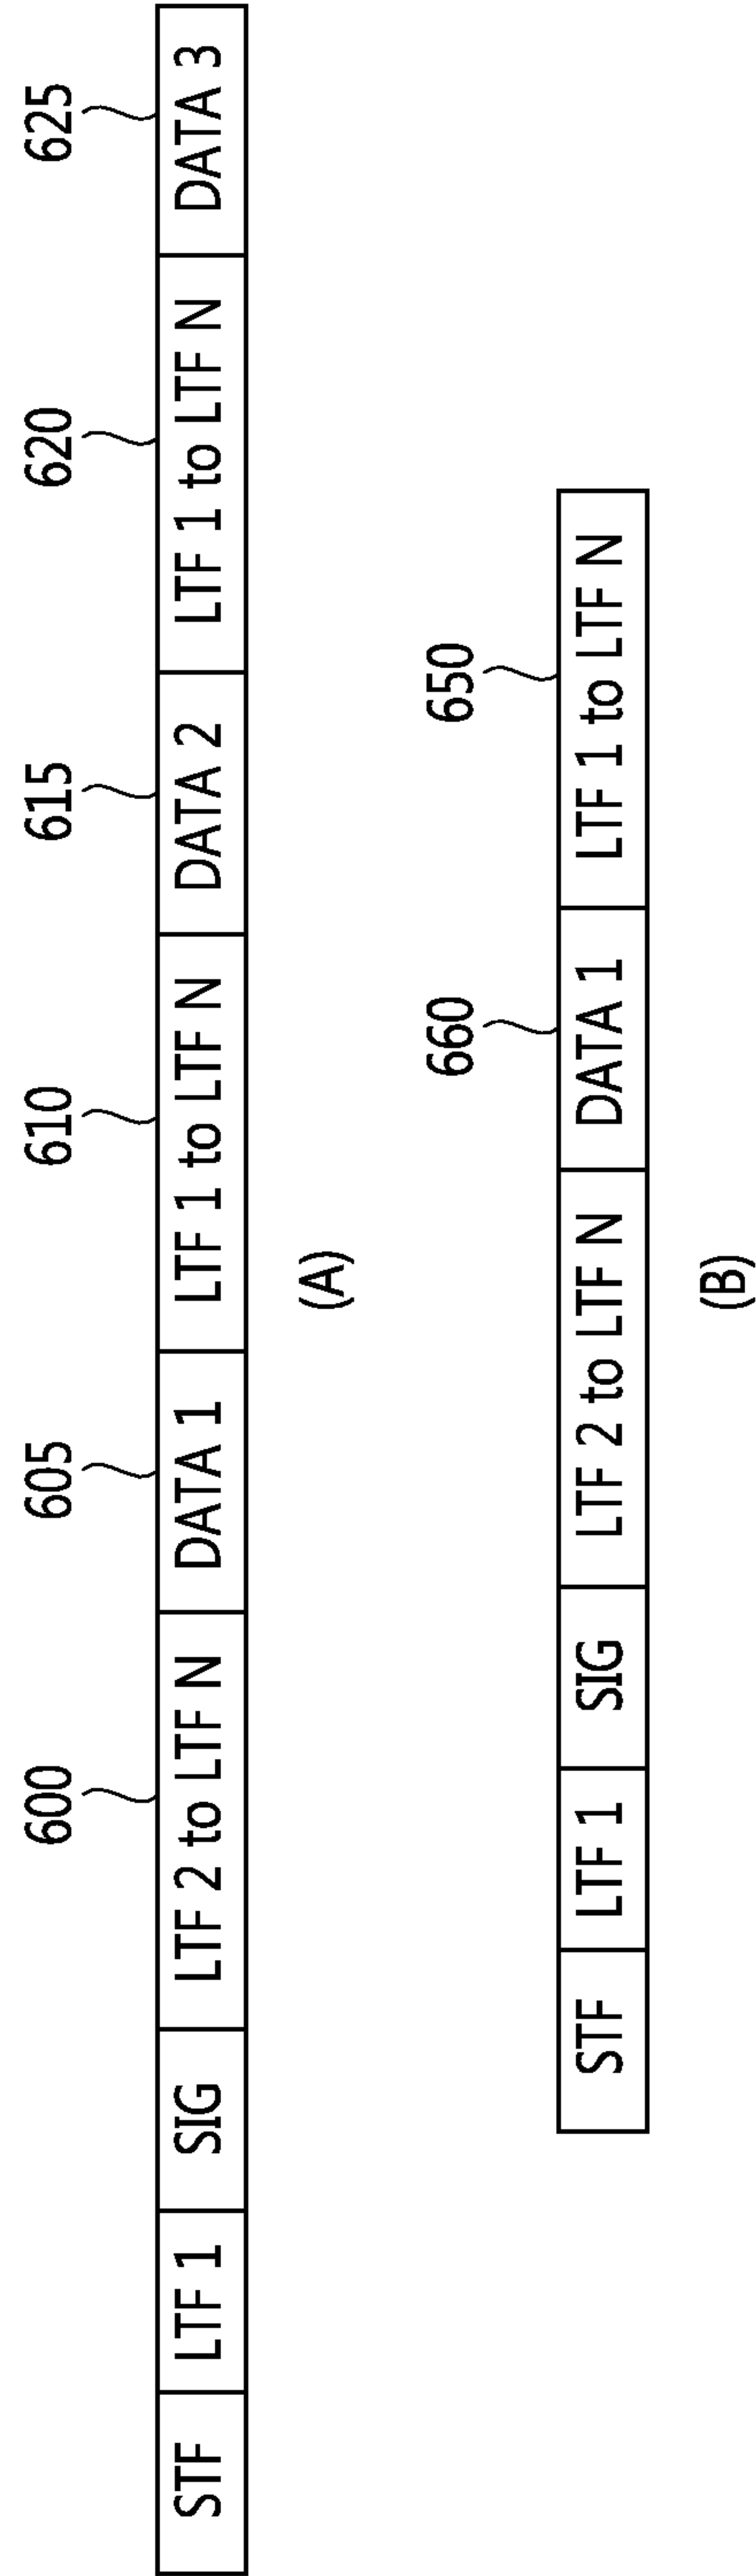 600 605 610 615 620 625
STF LTF 1 SIG LTF 2 to LTF N DATA 1 LTF 1 to LTF N DATA 2 LTF 1 to LTF N DATA 3
(A)
660 650
STF LTF 1 SIG LTF 2 to LTF N DATA 1 LTF 1 to LTF N
(B)